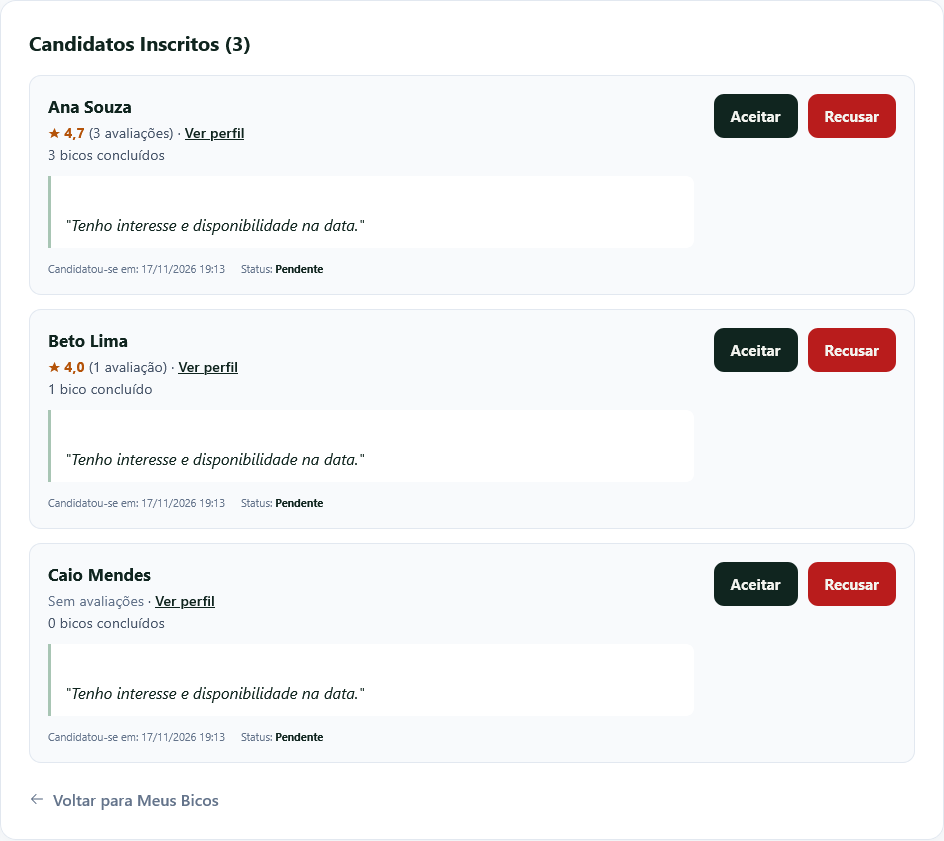 Candidatos Inscritos (3)
Ana Souza
Aceitar
Recusar
★ 4,7 (3 avaliações) · Ver perfil
3 bicos concluídos
"Tenho interesse e disponibilidade na data."
Candidatou-se em: 17/11/2026 19:13 Status: Pendente
Beto Lima
Aceitar
Recusar
★ 4,0 (1 avaliação) · Ver perfil
1 bico concluído
"Tenho interesse e disponibilidade na data."
Candidatou-se em: 17/11/2026 19:13 Status: Pendente
Caio Mendes
Aceitar
Recusar
Sem avaliações · Ver perfil
0 bicos concluídos
"Tenho interesse e disponibilidade na data."
Candidatou-se em: 17/11/2026 19:13 Status: Pendente
← Voltar para Meus Bicos